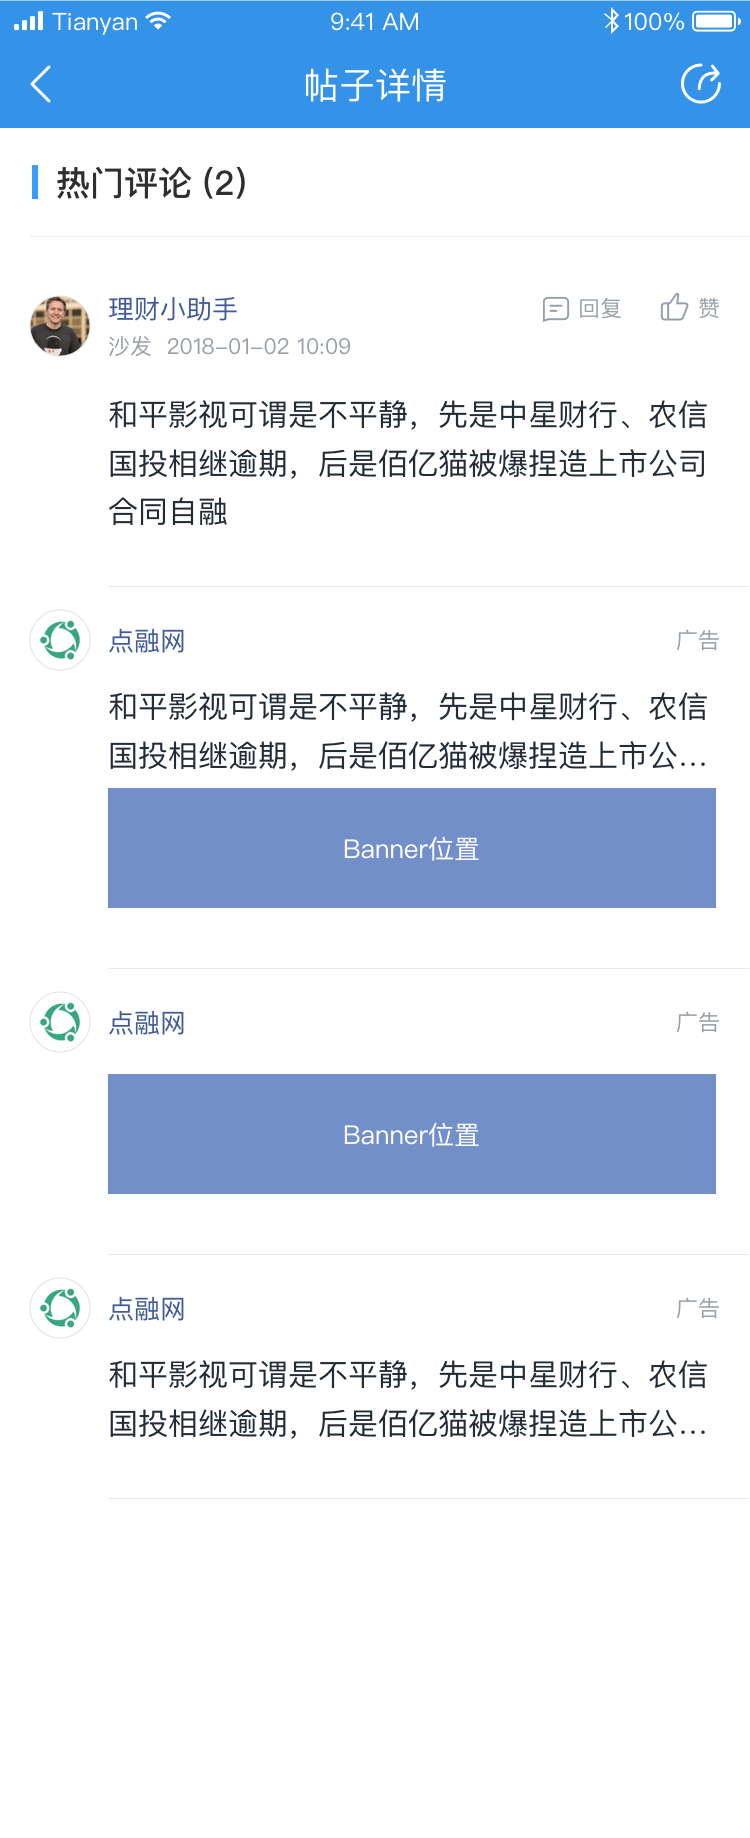 Tianyan
9:41 AM
100%
帖子详情
热门评论 (2)
理财小助手
回复
赞
沙发 2018-01-02 10:09
和平影视可谓是不平静，先是中星财行、农信
国投相继逾期，后是佰亿猫被爆捏造上市公司
合同自融
点融网
广告
和平影视可谓是不平静，先是中星财行、农信
国投相继逾期，后是佰亿猫被爆捏造上市公...
Banner位置
点融网
广告
Banner位置
点融网
广告
和平影视可谓是不平静，先是中星财行、农信
国投相继逾期，后是佰亿猫被爆捏造上市公...